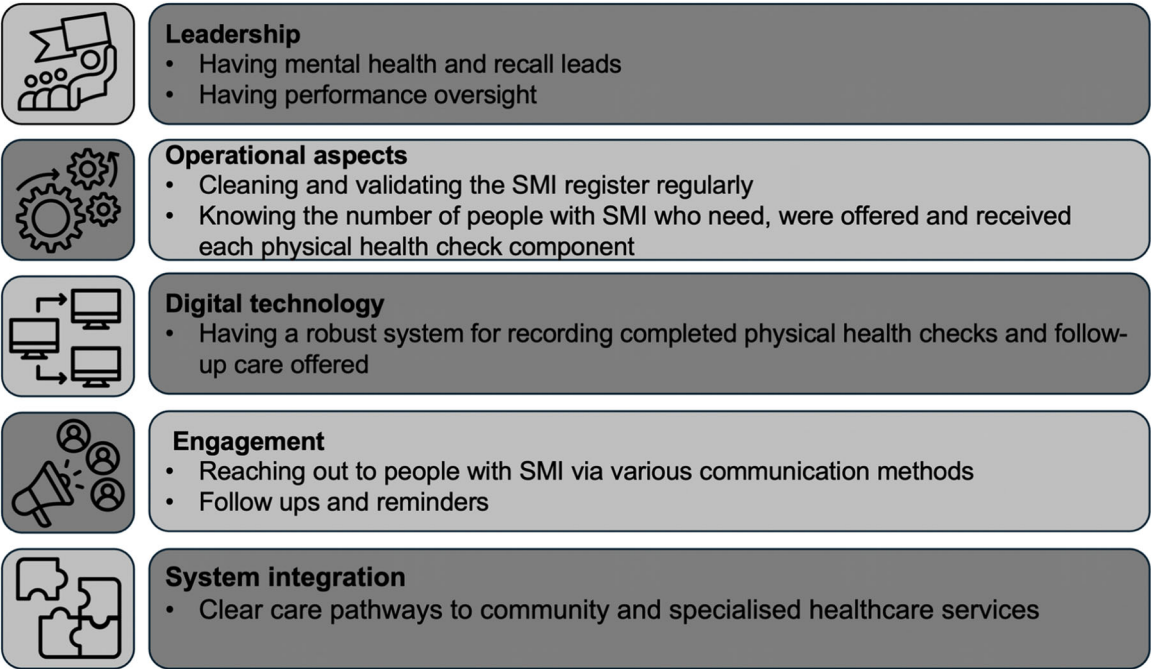 Leadership
• Having mental health and recall leads
• Having performance oversight
Operational aspects
• Cleaning and validating the SMI register regularly
• Knowing the number of people with SMI who need, were offered and received
each physical health check component
Digital technology
• Having a robust system for recording completed physical health checks and follow-
up care offered
Engagement
• Reaching out to people with SMI via various communication methods
• Follow ups and reminders
System integration
• Clear care pathways to community and specialised healthcare services